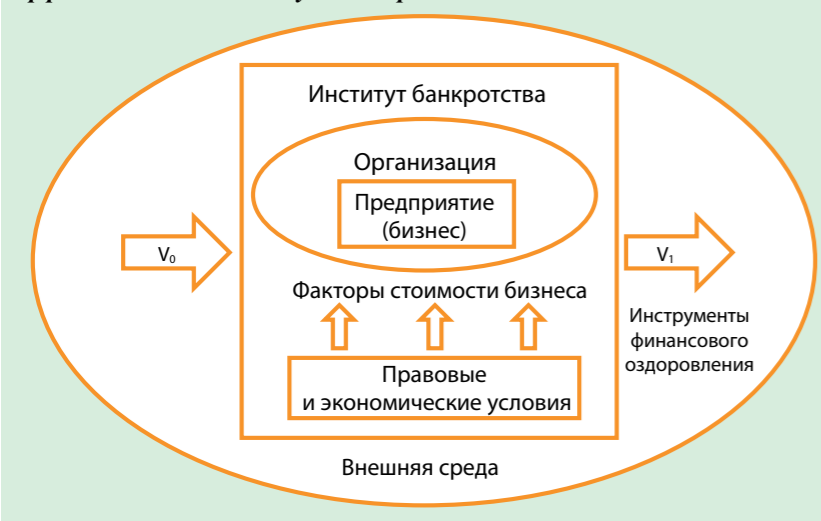 Институт банкротства
Организация
Предприятие
(бизнес)
V₀
V₁
Факторы стоимости бизнеса
Инструменты
финансового
оздоровления
Правовые
и экономические условия
Внешняя среда